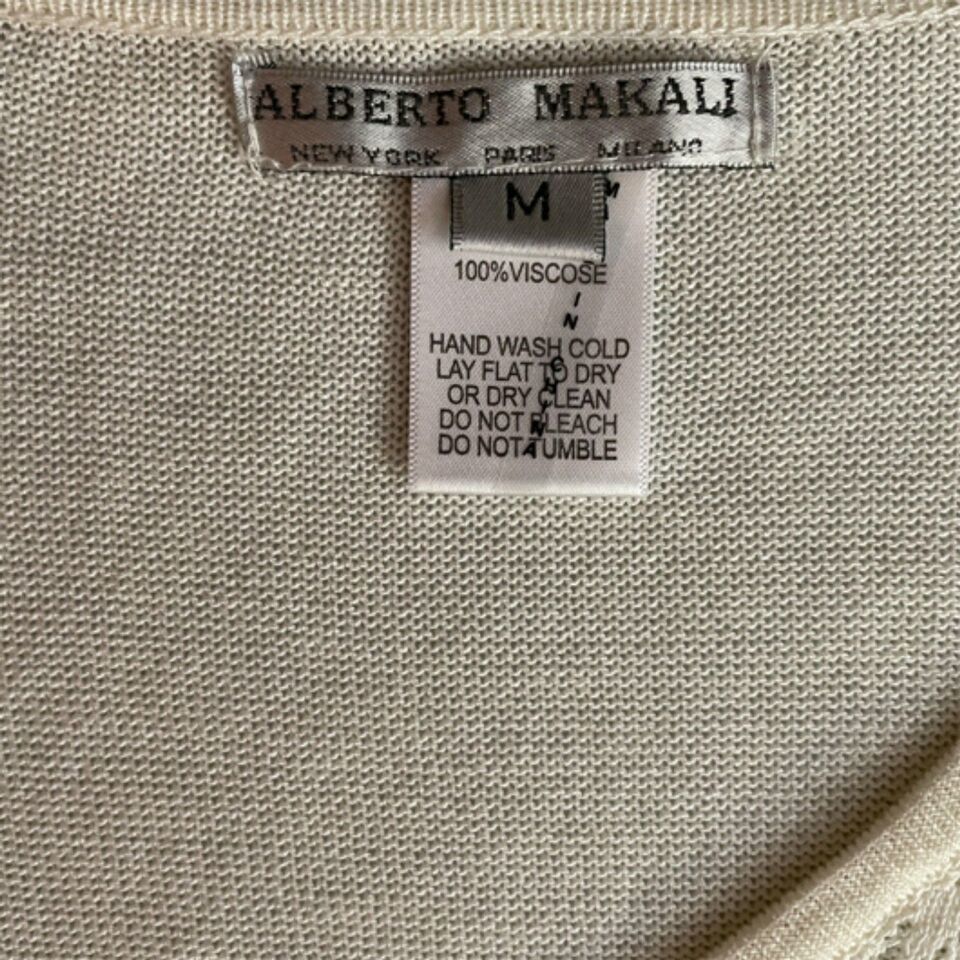 ALBERTO MAKALI
NEW YORK PARIS MILANO
M
100%VISCOSE
HAND WASH COLD
LAY FLAT TO DRY
OR DRY CLEAN
DO NOT BLEACH
DO NOT TUMBLE